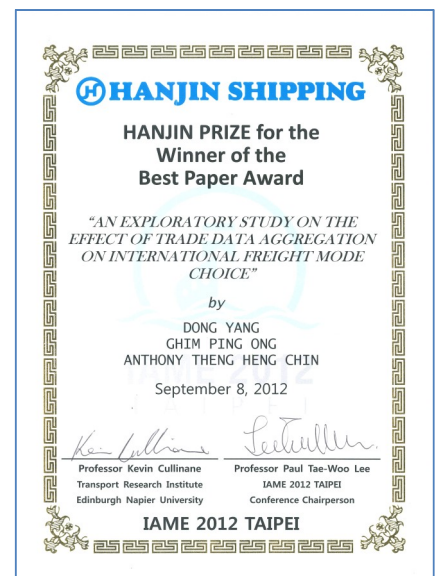 HANJIN SHIPPING
HANJIN PRIZE for the
Winner of the
Best Paper Award
"AN EXPLORATORY STUDY ON THE
EFFECT OF TRADE DATA AGGREGATION
ON INTERNATIONAL FREIGHT MODE
CHOICE"
by
DONG YANG
GHIM PING ONG
ANTHONY THENG HENG CHIN
IAME 2012
September 8, 2012
TAIPEI
Professor Kevin Cullinane
Transport Research Institute
Edinburgh Napier University
Professor Paul Tae-Woo Lee
IAME 2012 TAIPEI
Conference Chairperson
IAME 2012 TAIPEI